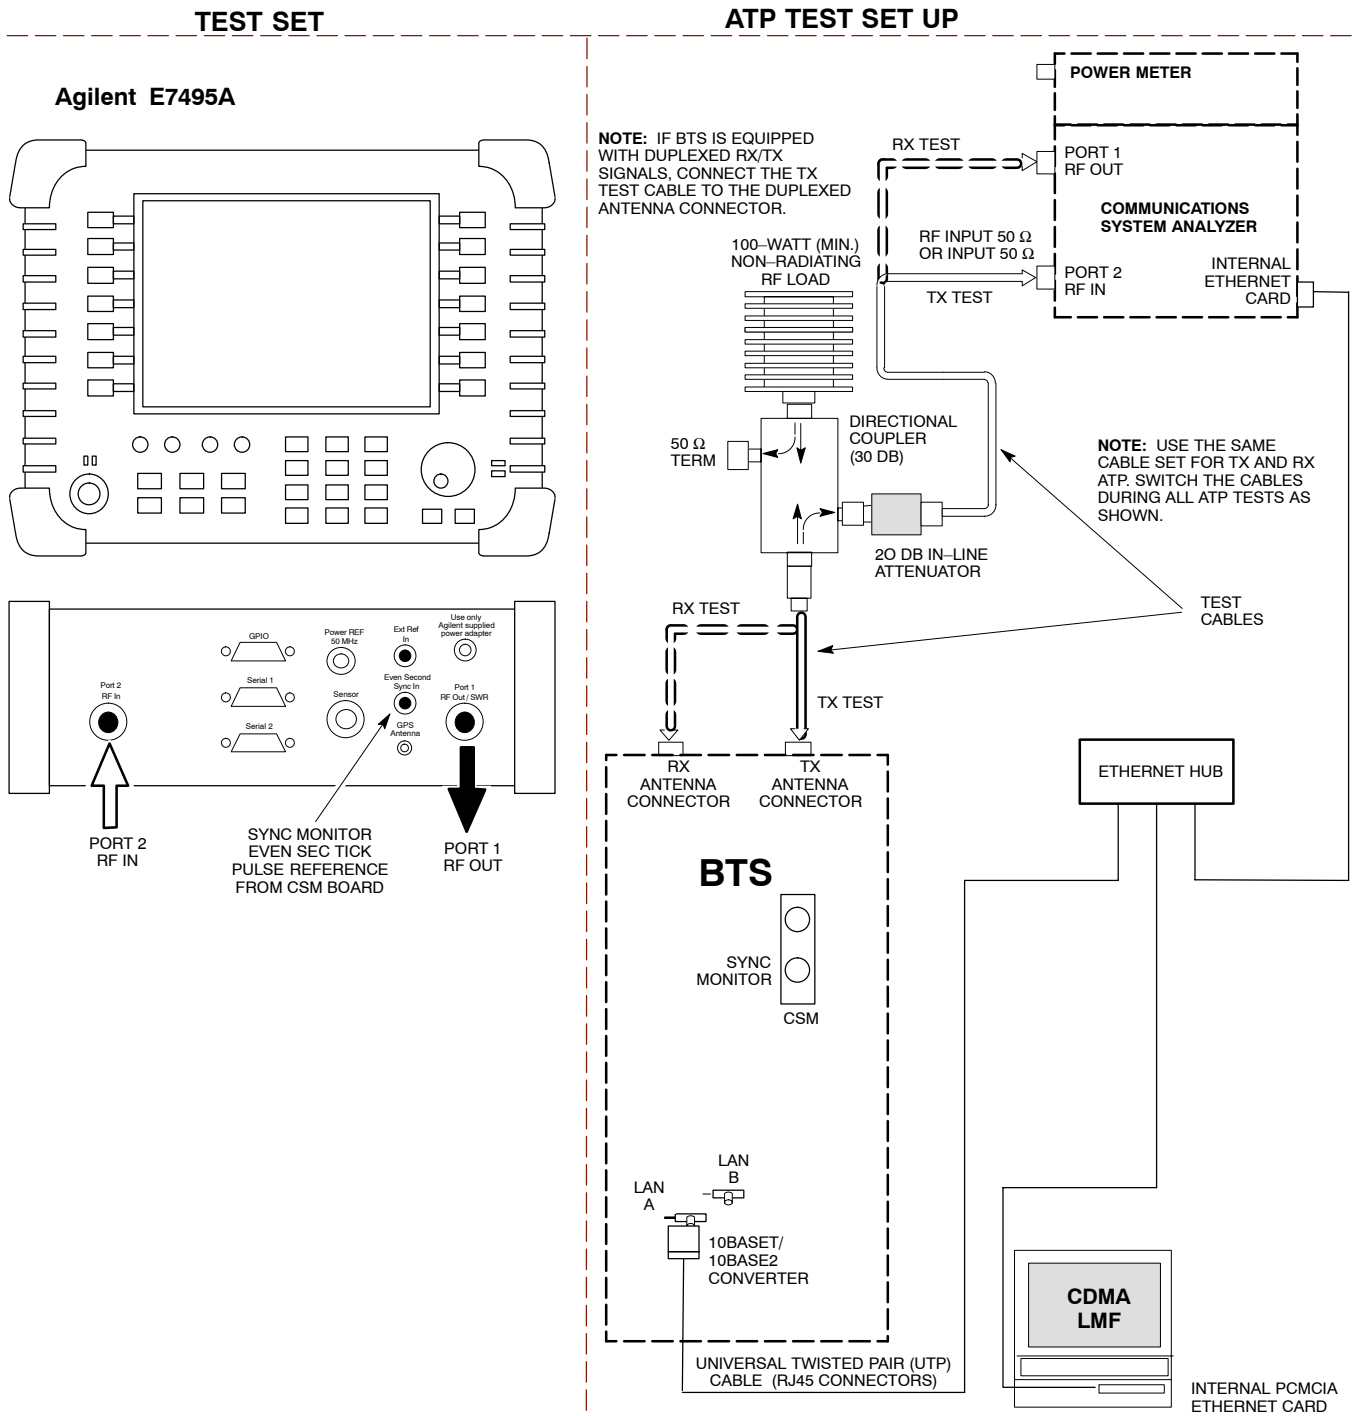 TEST SET
ATP TEST SET UP
Agilent E7495A
NOTE: IF BTS IS EQUIPPED
WITH DUPLEXED RX/TX
SIGNALS, CONNECT THE TX
TEST CABLE TO THE DUPLEXED
ANTENNA CONNECTOR.
POWER METER
RX TEST
PORT 1
RF OUT
COMMUNICATIONS
SYSTEM ANALYZER
RF INPUT 50 Ω
OR INPUT 50 Ω
TX TEST
PORT 2
RF IN
INTERNAL
ETHERNET
CARD
100–WATT (MIN.)
NON–RADIATING
RF LOAD
50 Ω
TERM
DIRECTIONAL
COUPLER
(30 DB)
NOTE: USE THE SAME
CABLE SET FOR TX AND RX
ATP. SWITCH THE CABLES
DURING ALL ATP TESTS AS
SHOWN.
2O DB IN–LINE
ATTENUATOR
TEST
CABLES
RX TEST
TX TEST
GPIO
Serial 1
Serial 2
Power REF
50 MHz
Sensor
Ext Ref
In
Even Second
Sync In
GPS
Antenna
Use only
Agilent supplied
power adapter
Port 1
RF Out / SWR
Port 2
RF In
PORT 2
RF IN
SYNC MONITOR
EVEN SEC TICK
PULSE REFERENCE
FROM CSM BOARD
PORT 1
RF OUT
RX
ANTENNA
CONNECTOR
TX
ANTENNA
CONNECTOR
BTS
SYNC
MONITOR
CSM
ETHERNET HUB
LAN
B
LAN
A
10BASET/
10BASE2
CONVERTER
UNIVERSAL TWISTED PAIR (UTP)
CABLE (RJ45 CONNECTORS)
CDMA
LMF
INTERNAL PCMCIA
ETHERNET CARD